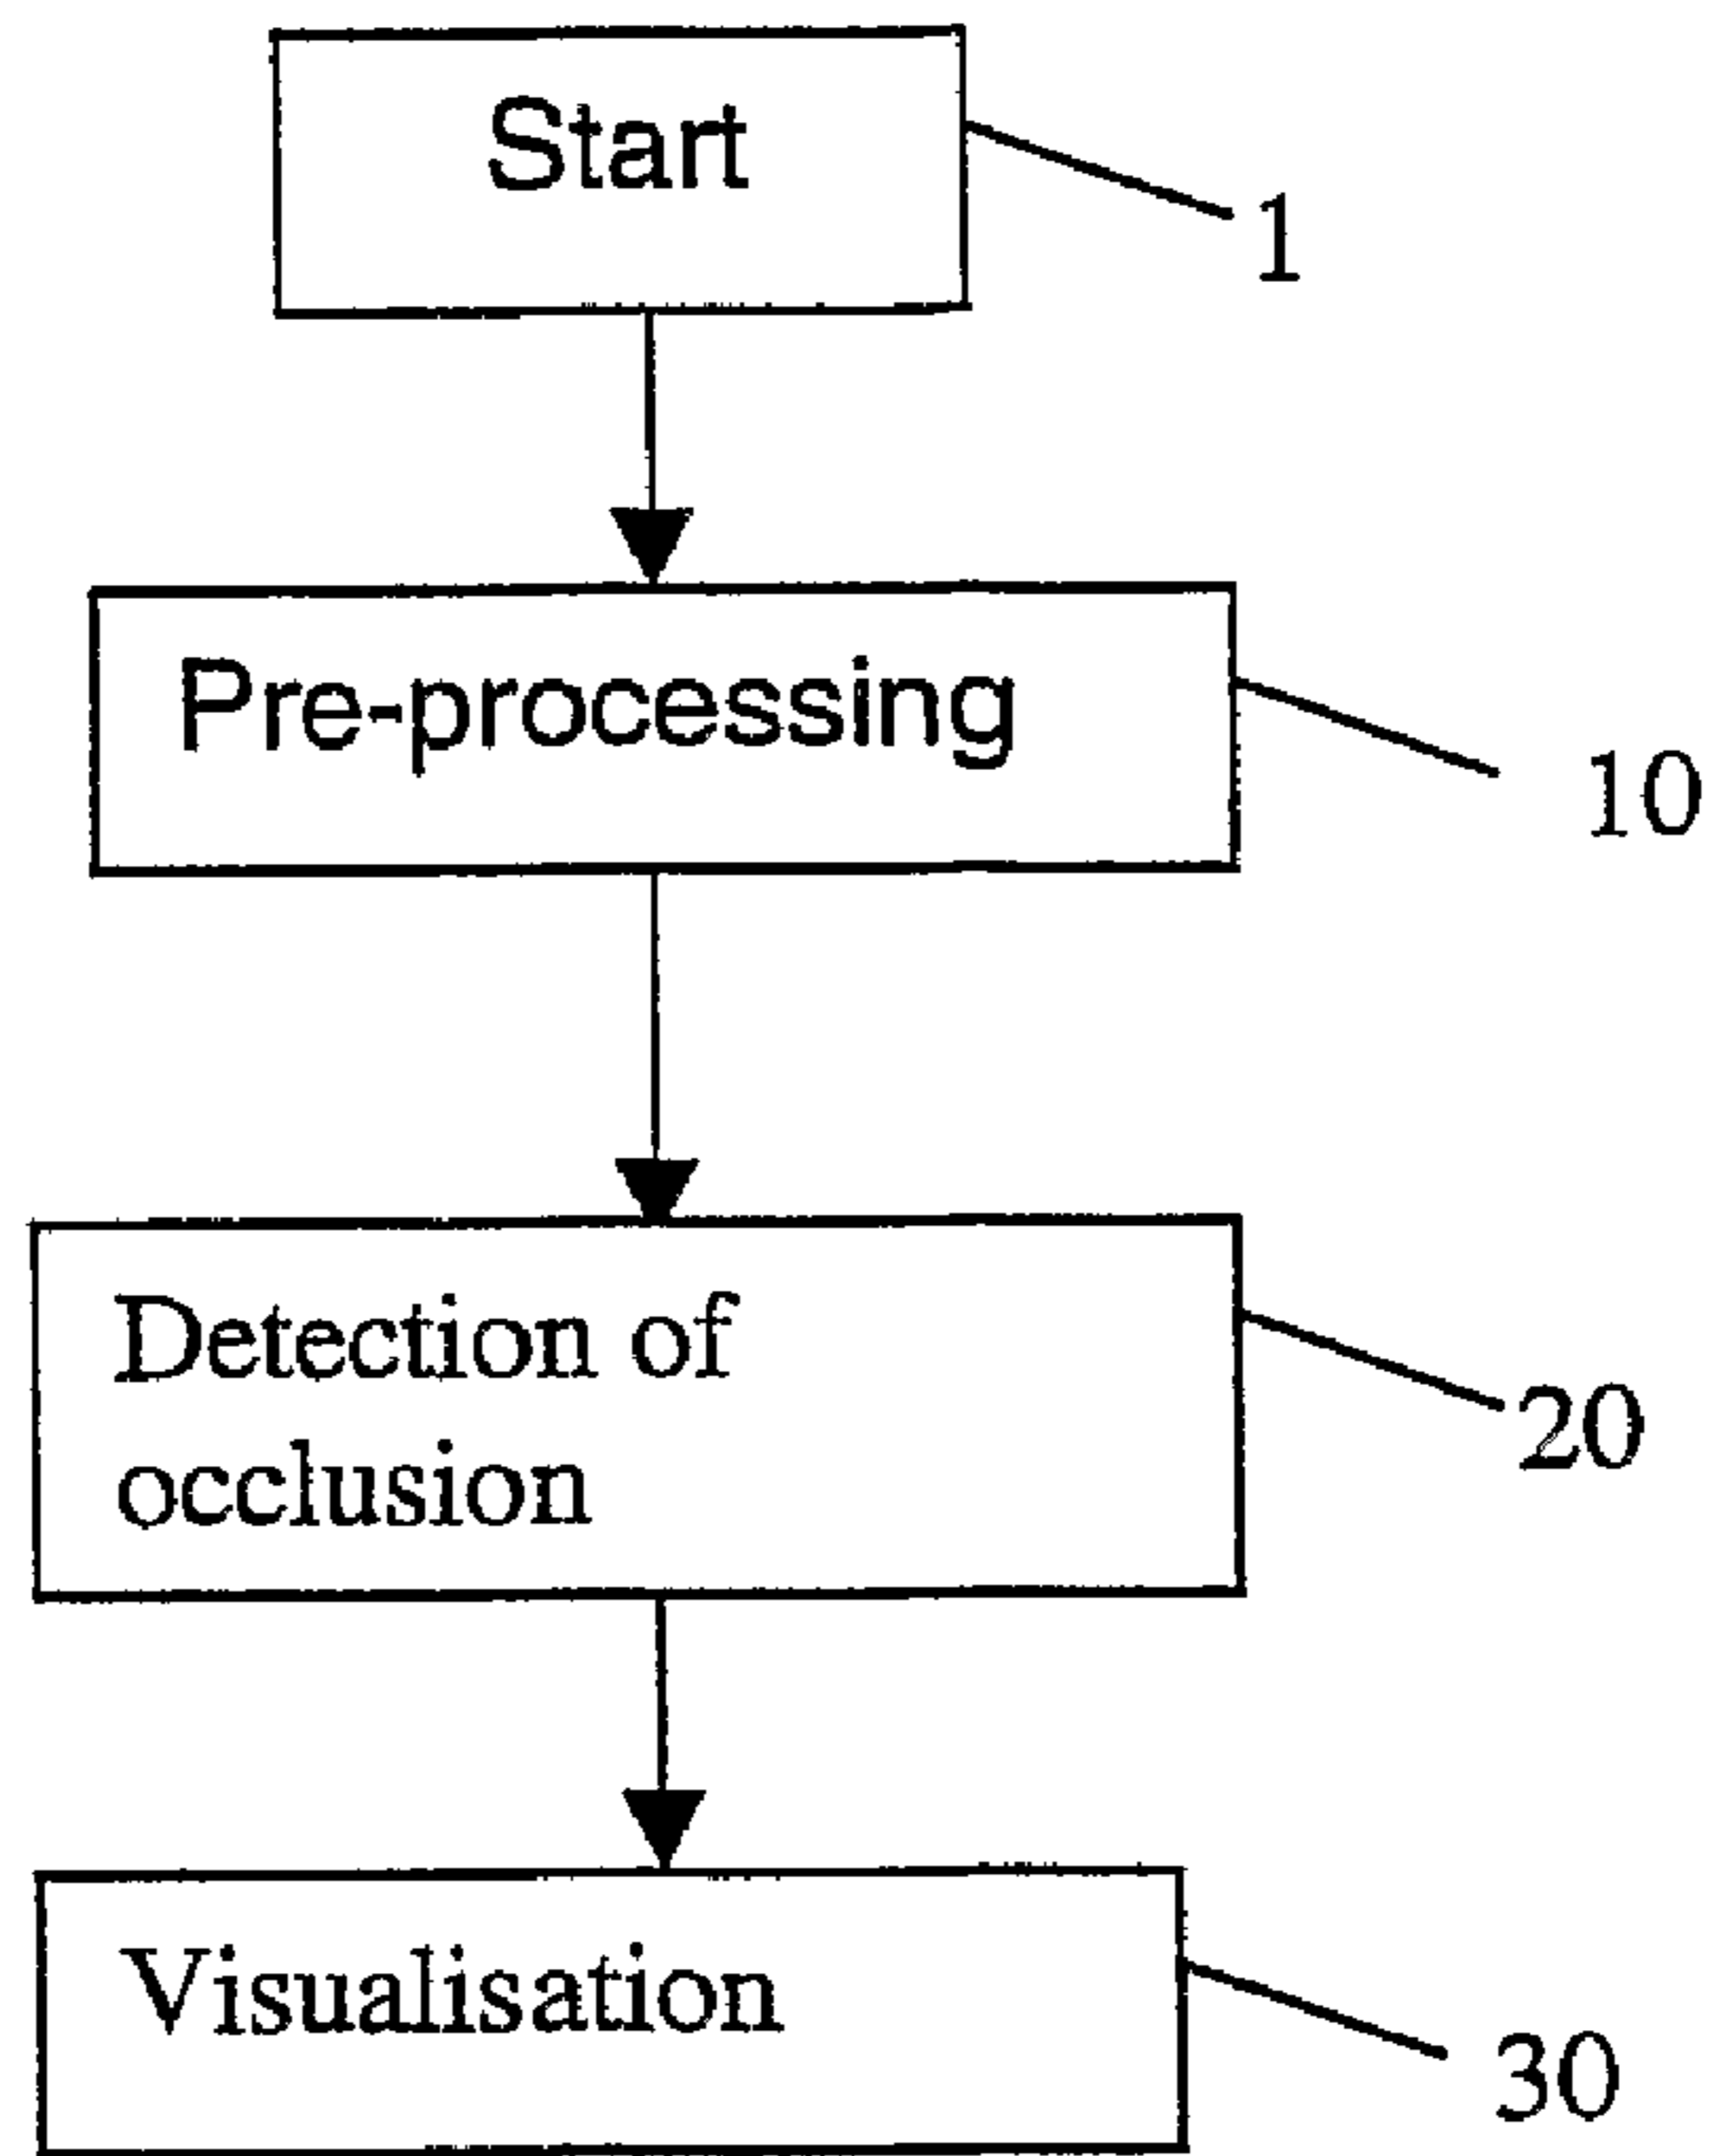 Start
1
Pre-processing
10
Detection of
occlusion
20
Visualisation
30